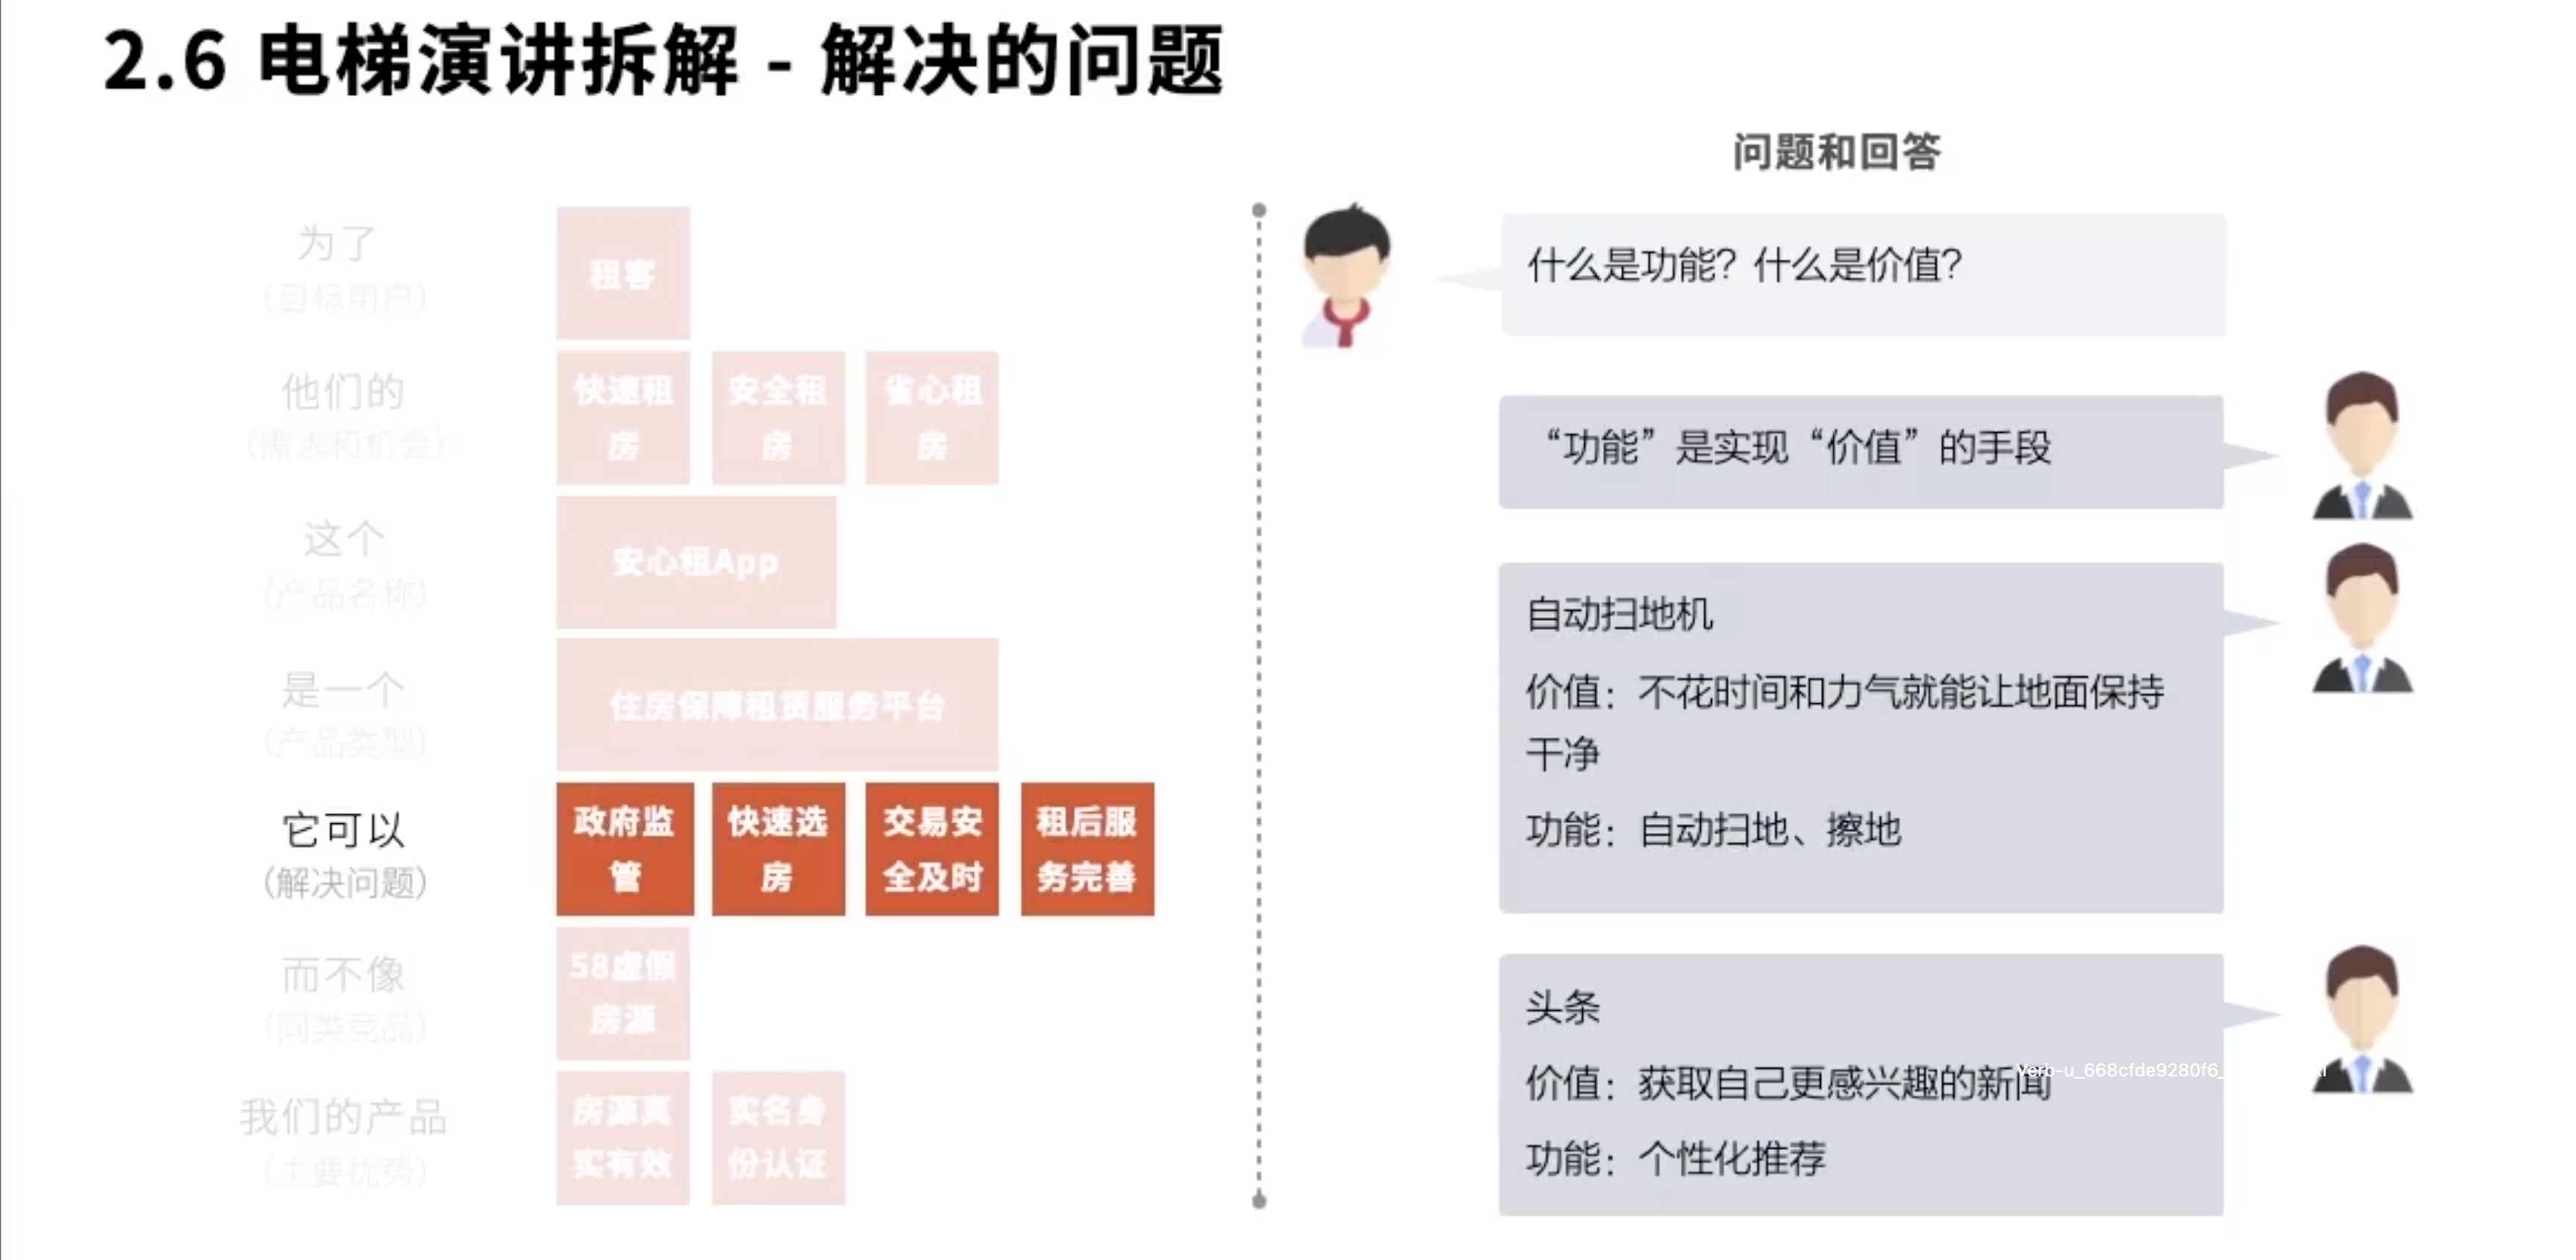 2.6 电梯演讲拆解 - 解决的问题
为了
(目标用户)
租客
他们的
(需求和机会)
快速租
房
安全租
房
省心租
房
这个
(产品名称)
安心租App
是一个
(产品类型)
住房保障租赁服务平台
它可以
(解决问题)
政府监
管
快速选
房
交易安
全及时
租后服
务完善
而不像
(同类竞品)
58虚假
房源
我们的产品
(主要优势)
房源真
实有效
实名身
份认证
问题和回答
什么是功能？什么是价值？
“功能”是实现“价值”的手段
自动扫地机
价值：不花时间和力气就能让地面保持
干净
功能：自动扫地、擦地
头条
价值：获取自己更感兴趣的新闻
功能：个性化推荐
Verb-u_668cfde9280f6_